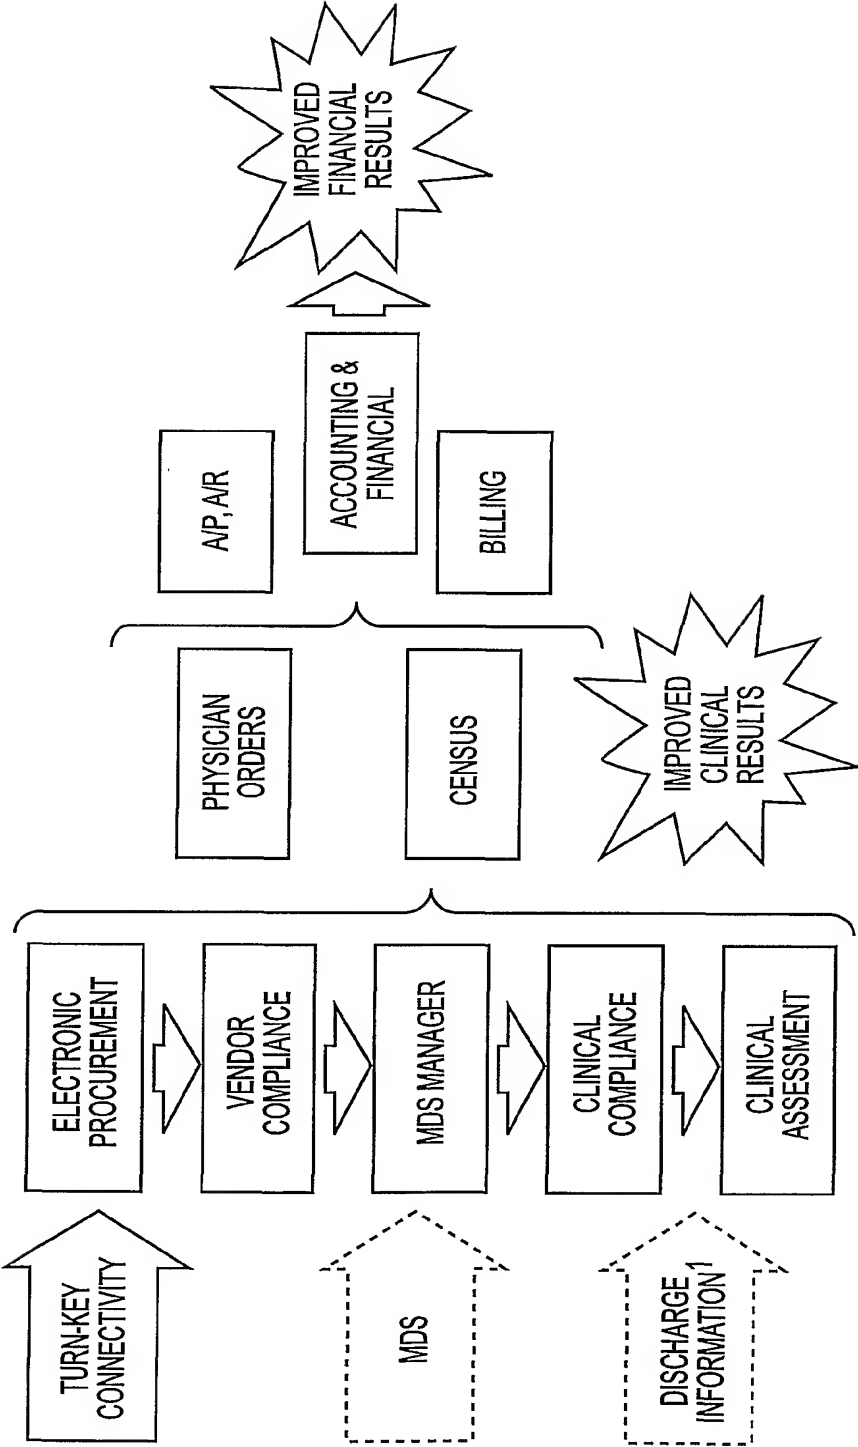 TURN-KEY
CONNECTIVITY
MDS
DISCHARGE
INFORMATION1
ELECTRONIC
PROCUREMENT
VENDOR
COMPLIANCE
MDS MANAGER
CLINICAL
COMPLIANCE
CLINICAL
ASSESSMENT
PHYSICIAN
ORDERS
CENSUS
IMPROVED
CLINICAL
RESULTS
A/P, A/R
ACCOUNTING &
FINANCIAL
BILLING
IMPROVED
FINANCIAL
RESULTS